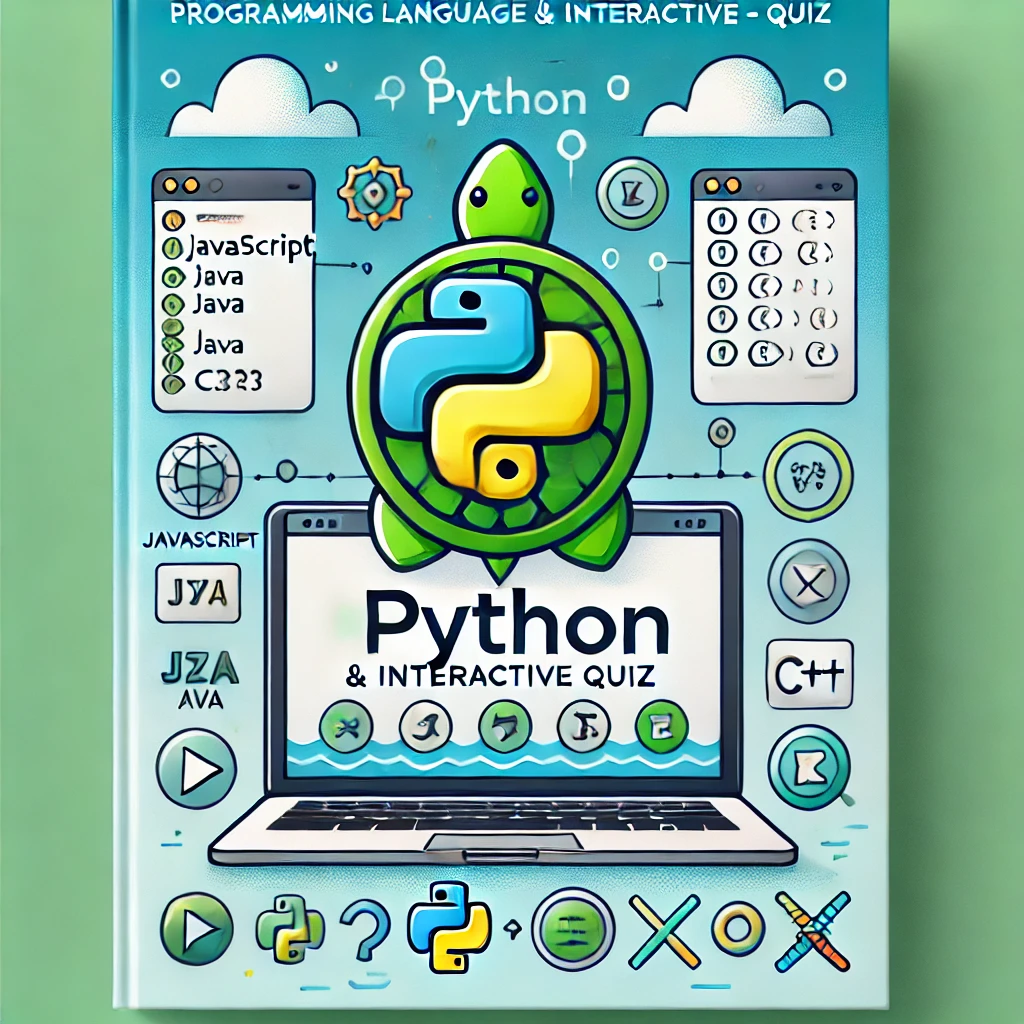 PROGRAMMING LANGUAGE & INTERACTIVE - QUIZ
Python
JavaScript
Java
Java
Java
C323
JAVASCRIPT
JYA
JZA
AVA
C++
Python
& INTERACTIVE QUIZ